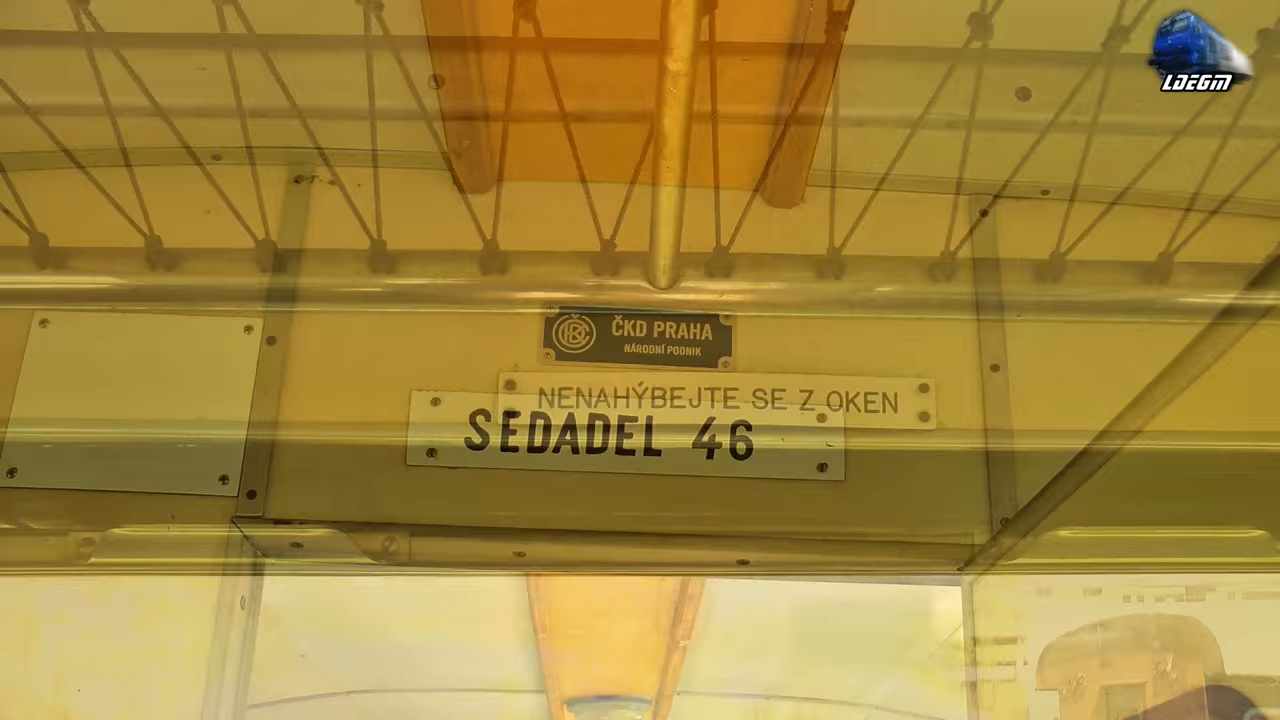 LDEGM
ČKD PRAHA
NÁRODNÍ PODNIK
NENAHÝBEJTE SE Z OKEN
SEDADEL 46